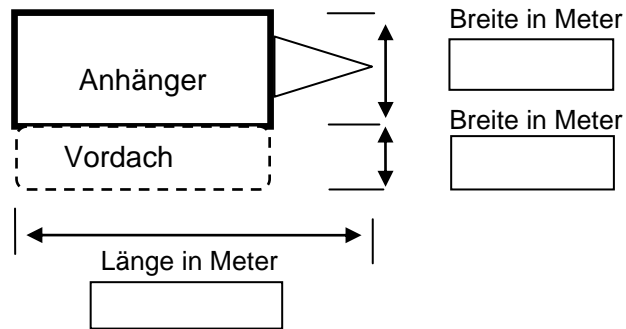 Breite in Meter
Anhänger
Breite in Meter
Vordach
Länge in Meter